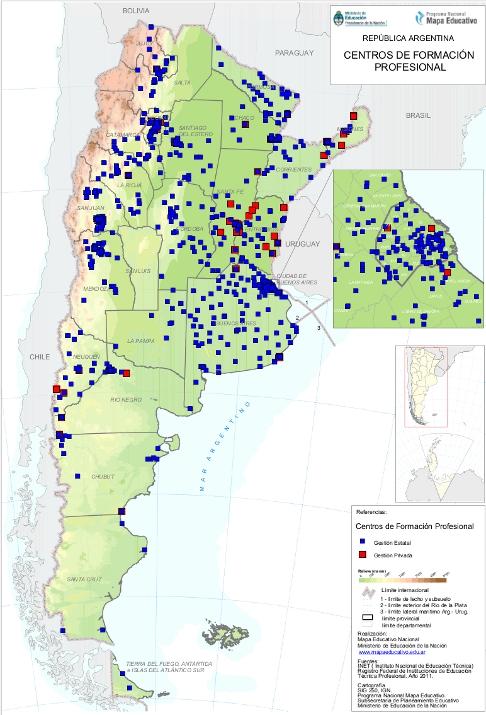 BOLIVIA
PARAGUAY
BRASIL
CHILE
URUGUAY
Ministerio de
Educación
Presidencia de la Nación
Programa Nacional
Mapa Educativo
REPÚBLICA ARGENTINA
CENTROS DE FORMACIÓN
PROFESIONAL
JUJUY
SALTA
CHACO
MISIONES
CATAMARCA
SANTIAGO
DEL ESTERO
CORRIENTES
LA RIOJA
SANTA FE
SAN JUAN
CÓRDOBA
SAN LUIS
MENDOZA
CIUDAD DE
BUENOS AIRES
BUENOS AIRES
LA PAMPA
NEUQUÉN
RÍO NEGRO
CHUBUT
SANTA CRUZ
MAR ARGENTINO
1
2
3
TIERRA DEL FUEGO, ANTÁRTIDA
e ISLAS DEL ATLÁNTICO SUR
Referencias:
Centros de Formación Profesional
Gestión Estatal
Gestión Privada
Límite internacional
1 - límite de lecho y subsuelo
2 - límite exterior del Río de la Plata
3 - límite lateral marítimo Arg - Urug.
límite provincial
límite departamental
Realización:
Mapa Educativo Nacional
Ministerio de Educación de la Nación
www.mapaeducativo.edu.ar
Fuentes:
INET ( Instituto Nacional de Educación Técnica)
Registro Federal de Instituciones de Educación
Técnica Profesional, Año 2011.
Cartografía
SIG 250, IGN.
Programa Nacional Mapa Educativo.
Subsecretaría de Planeamiento Educativo
Ministerio de Educación de la Nación